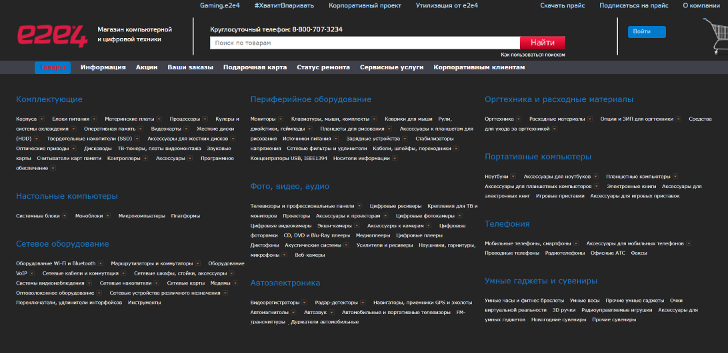 Gaming.e2e4 #ХватитВпаривать Корпоративный проект Утилизация от e2e4 Скачать прайс Подписаться на прайс О компании
e2e4
Магазин компьютерной
и цифровой техники
Круглосуточный телефон: 8-800-707-3234
Поиск по товарам Найти
Как пользоваться поиском
Войти
Товары Информация Акции Ваши заказы Подарочная карта Статус ремонта Сервисные услуги Корпоративным клиентам
Комплектующие
Корпуса Блоки питания Материнские платы Процессоры Кулеры и
системы охлаждения Оперативная память Видеокарты Жесткие диски
(HDD) Твердотельные накопители (SSD) Аксессуары для жестких дисков
Оптические приводы Дисководы ТВ-тюнеры, платы видеомонтажа Звуковые
карты Считыватели карт памяти Контроллеры Аксессуары Программное
обеспечение
Настольные компьютеры
Системные блоки Моноблоки Микрокомпьютеры Платформы
Сетевое оборудование
Оборудование Wi-Fi и Bluetooth Маршрутизаторы и коммутаторы Оборудование
VoIP Сетевые кабели и коммутация Сетевые шкафы, стойки, аксессуары
Системы видеонаблюдения Сетевые накопители Сетевые карты Модемы
Оптоволоконное оборудование Сетевые устройства различного назначения
Переключатели, удлинители интерфейсов Инструменты
Периферийное оборудование
Мониторы Клавиатуры, мыши, комплекты Коврики для мыши Рули,
джойстики, геймпады Планшеты для рисования Аксессуары к планшетам для
рисования Источники питания Зарядные устройства Стабилизаторы
напряжения Сетевые фильтры и удлинители Кабели, шлейфы, переходники
Концентраторы USB, IEEE1394 Носители информации
Фото, видео, аудио
Телевизоры и профессиональные панели Цифровые ресиверы Крепления для ТВ и
мониторов Проекторы Аксессуары к проекторам Цифровые фотокамеры
Цифровые видеокамеры Экшн-камеры Аксессуары к камерам Цифровые
фоторамки CD, DVD и Blu-Ray плееры Медиаплееры Цифровые плееры
Диктофоны Акустические системы Усилители и ресиверы Наушники, гарнитуры,
микрофоны Веб-камеры
Автоэлектроника
Видеорегистраторы Радар-детекторы Навигаторы, приемники GPS и эхолоты
Автомагнитолы Автозвук Автомобильные и портативные телевизоры FM-
трансмиттеры Держатели автомобильные
Оргтехника и расходные материалы
Оргтехника Расходные материалы Опции и ЗИП для оргтехники Средства
для ухода за оргтехникой
Портативные компьютеры
Ноутбуки Аксессуары для ноутбуков Планшетные компьютеры
Аксессуары для планшетных компьютеров Электронные книги Аксессуары для
электронных книг Игровые приставки Аксессуары для игровых приставок
Телефония
Мобильные телефоны, смартфоны Аксессуары для мобильных телефонов
Проводные телефоны Радиотелефоны Офисные АТС Факсы
Умные гаджеты и сувениры
Умные часы и фитнес браслеты Умные весы Прочие умные гаджеты Очки
виртуальной реальности 3D ручки Радиоуправляемые игрушки Аксессуары для
умных гаджетов Новогодние сувениры Прочие сувениры